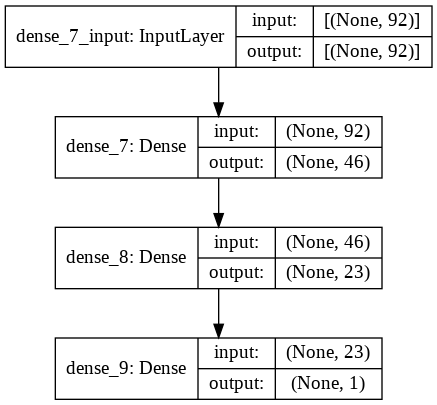 dense_7_input: InputLayer
input:
[(None, 92)]
output:
[(None, 92)]
dense_7: Dense
input:
(None, 92)
output:
(None, 46)
dense_8: Dense
input:
(None, 46)
output:
(None, 23)
dense_9: Dense
input:
(None, 23)
output:
(None, 1)